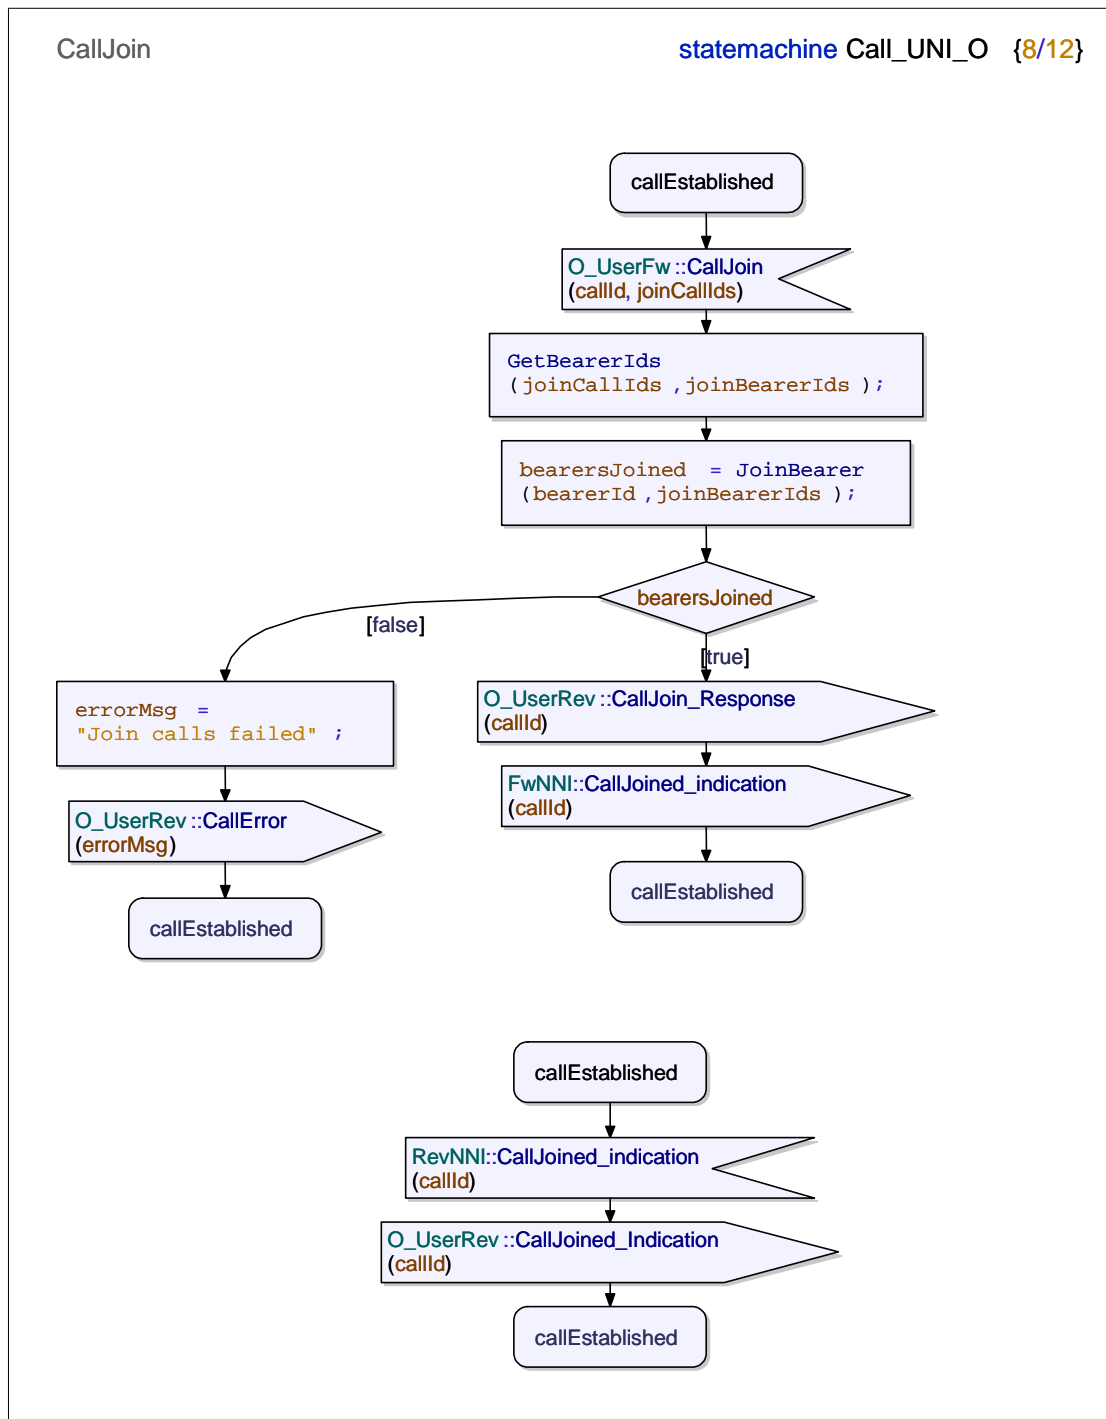 CallJoin
statemachine Call_UNI_O {8/12}
callEstablished
O_UserFw::CallJoin
(callId, joinCallIds)
GetBearerIds
(joinCallIds ,joinBearerIds );
bearersJoined = JoinBearer
(bearerId ,joinBearerIds );
bearersJoined
[false]
[true]
errorMsg =
"Join calls failed" ;
O_UserRev::CallError
(errorMsg)
callEstablished
O_UserRev::CallJoin_Response
(callId)
FwNNI::CallJoined_indication
(callId)
callEstablished
callEstablished
RevNNI::CallJoined_indication
(callId)
O_UserRev::CallJoined_Indication
(callId)
callEstablished